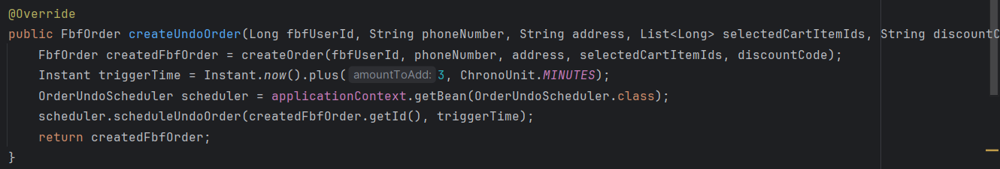 @Override
public FbfOrder createUndoOrder(Long fbfUserId, String phoneNumber, String address, List<Long> selectedCartItemIds, String discountC
FbfOrder createdFbfOrder = createOrder(fbfUserId, phoneNumber, address, selectedCartItemIds, discountCode);
Instant triggerTime = Instant.now().plus( amountToAdd: 3, ChronoUnit.MINUTES);
OrderUndoScheduler scheduler = applicationContext.getBean(OrderUndoScheduler.class);
scheduler.scheduleUndoOrder(createdFbfOrder.getId(), triggerTime);
return createdFbfOrder;
}